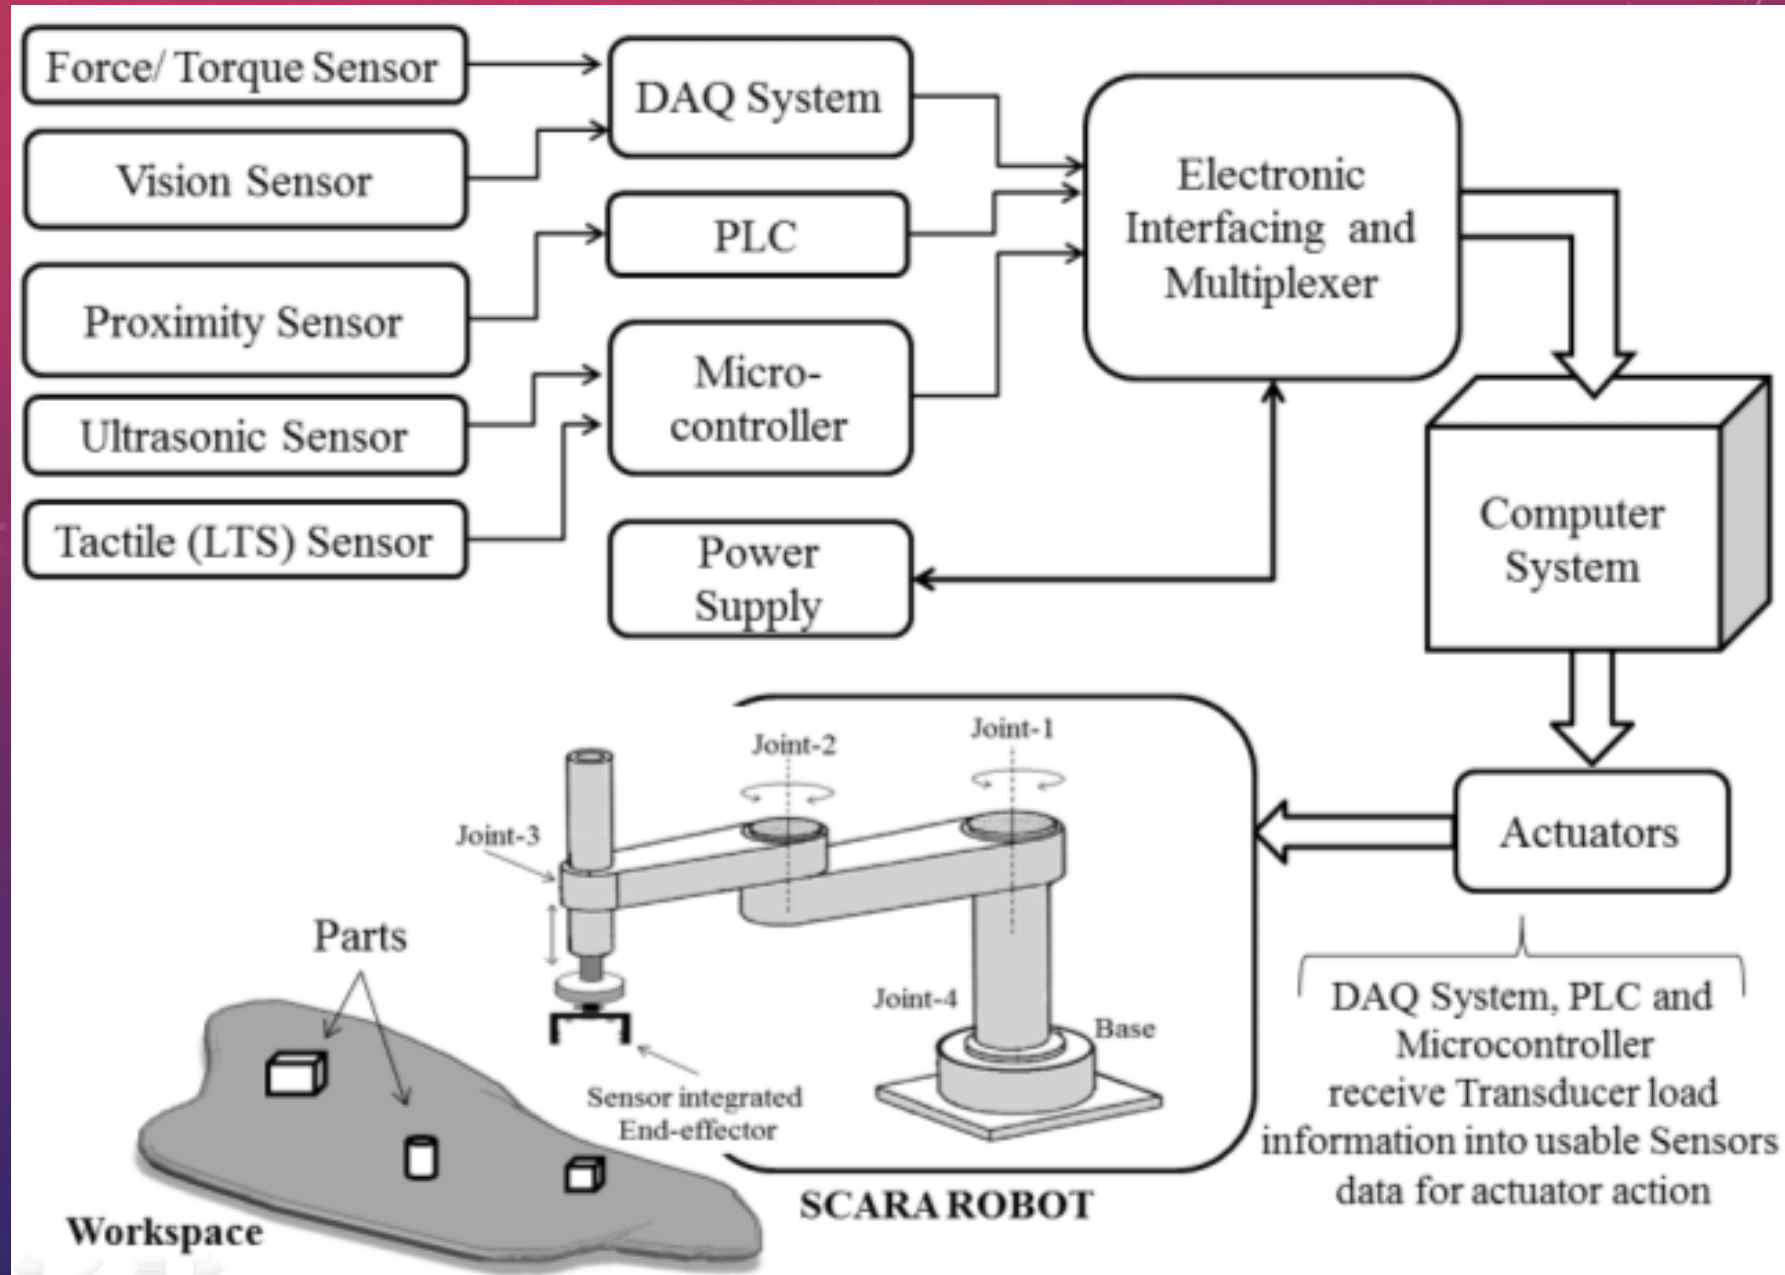 Force/ Torque Sensor
Vision Sensor
Proximity Sensor
Ultrasonic Sensor
Tactile (LTS) Sensor
DAQ System
PLC
Micro-
controller
Power
Supply
Electronic
Interfacing and
Multiplexer
Computer
System
Actuators
DAQ System, PLC and
Microcontroller
receive Transducer load
information into usable Sensors
data for actuator action
Joint-1
Joint-2
Joint-3
Joint-4
Base
Sensor integrated
End-effector
SCARA ROBOT
Parts
Workspace